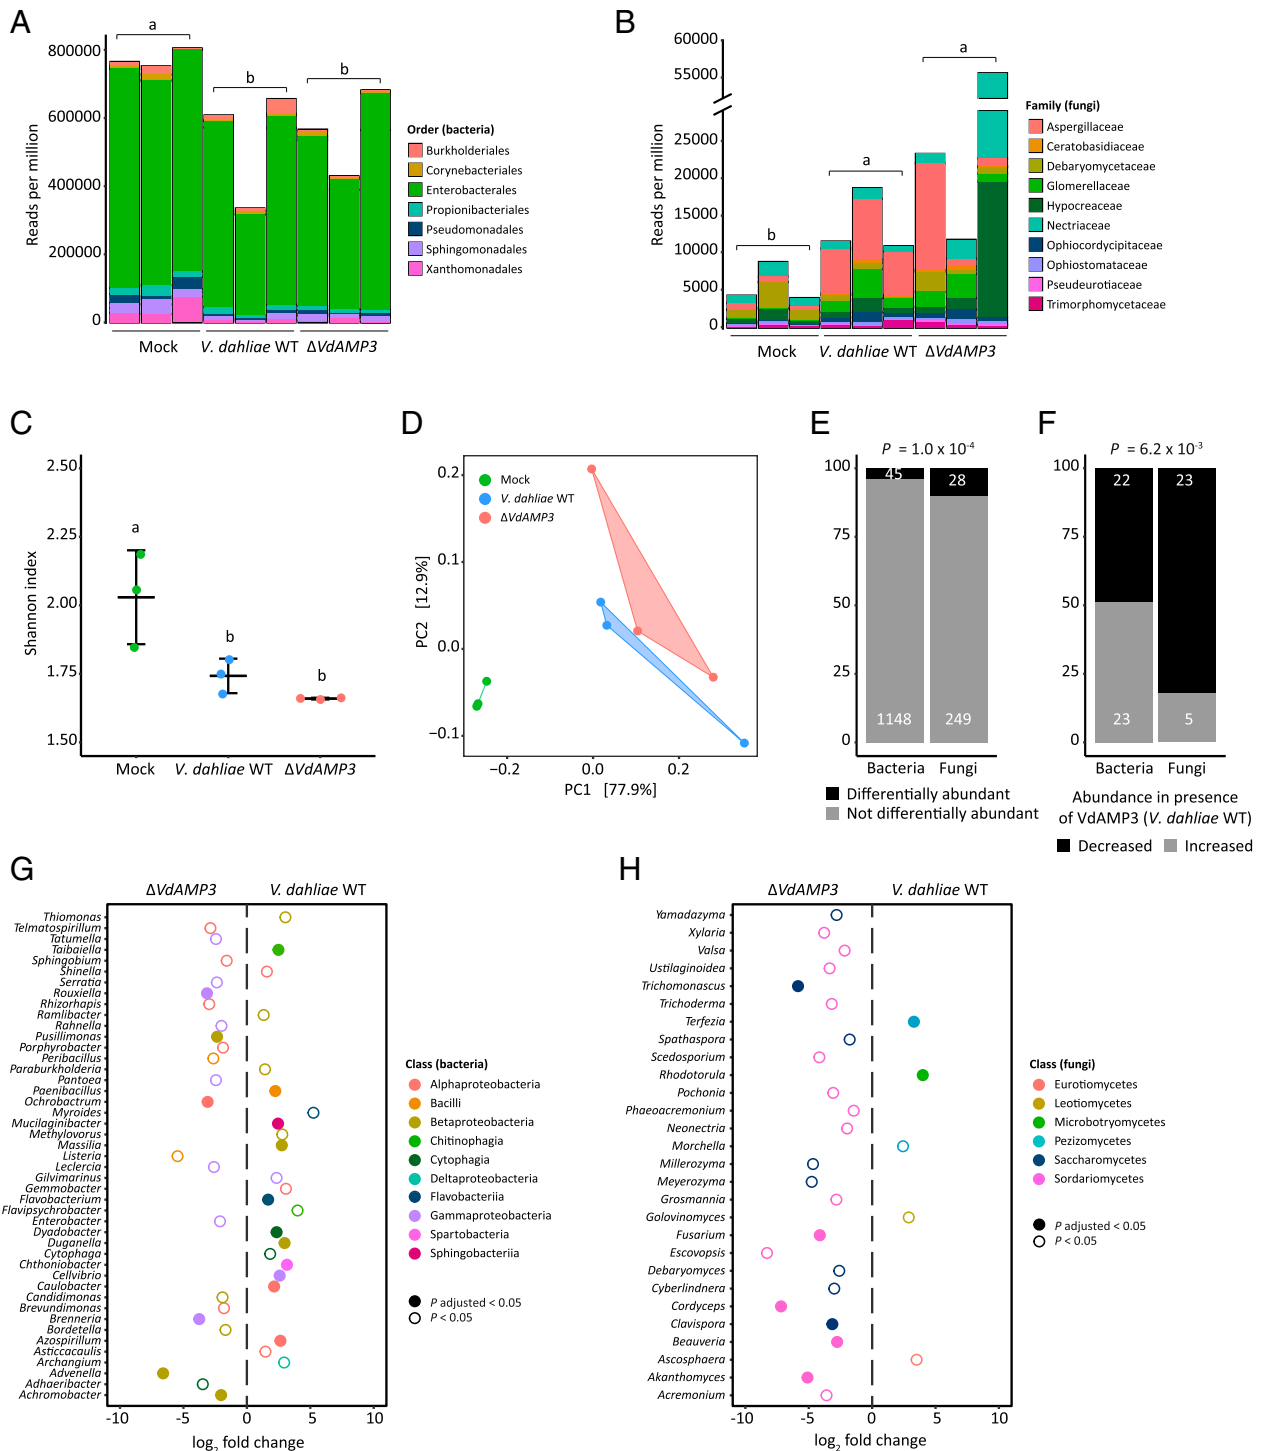 A
a
800000
600000
400000
200000
0
Reads per million
b
b
Mock
V. dahliae WT
ΔVdAMP3
Order (bacteria)
Burkholderiales
Corynebacteriales
Enterobacterales
Propionibacteriales
Pseudomonadales
Sphingomonadales
Xanthomonadales
B
60000
55000
25000
20000
15000
10000
5000
0
Reads per million
b
a
a
Mock
V. dahliae WT
ΔVdAMP3
Family (fungi)
Aspergillaceae
Ceratobasidiaceae
Debaryomycetaceae
Glomerellaceae
Hypocreaceae
Nectriaceae
Ophiocordycipitaceae
Ophiostomataceae
Pseudeurotiaceae
Trimorphomycetaceae
C
2.50
2.25
2.00
1.75
1.50
Shannon index
a
b
b
Mock
V. dahliae WT
ΔVdAMP3
D
0.2
0.1
0.0
−0.1
PC2 [12.9%]
Mock
V. dahliae WT
ΔVdAMP3
−0.2
0.0
0.2
PC1 [77.9%]
E
P = 1.0 x 10-4
100
75
50
25
0
45
28
1148
249
Bacteria
Fungi
Differentially abundant
Not differentially abundant
F
P = 6.2 x 10-3
100
75
50
25
0
22
23
23
5
Bacteria
Fungi
Abundance in presence
of VdAMP3 (V. dahliae WT)
Decreased
Increased
G
ΔVdAMP3
V. dahliae WT
Thiomonas
Telmatospirillum
Tatumella
Taibaiella
Sphingobium
Shinella
Serratia
Rouxiella
Rhizorhapis
Ramlibacter
Rahnella
Pusillimonas
Porphyrobacter
Peribacillus
Paraburkholderia
Pantoea
Paenibacillus
Ochrobactrum
Myroides
Mucilaginibacter
Methylovorus
Massilia
Listeria
Leclercia
Gilvimarinus
Gemmobacter
Flavobacterium
Flavipsychrobacter
Enterobacter
Dyadobacter
Duganella
Cytophaga
Chthoniobacter
Cellvibrio
Caulobacter
Candidimonas
Brevundimonas
Brenneria
Bordetella
Azospirillum
Asticcacaulis
Archangium
Advenella
Adhaeribacter
Achromobacter
-10
-5
0
5
10
log2 fold change
Class (bacteria)
Alphaproteobacteria
Bacilli
Betaproteobacteria
Chitinophagia
Cytophagia
Deltaproteobacteria
Flavobacteriia
Gammaproteobacteria
Spartobacteria
Sphingobacteriia
P adjusted < 0.05
P < 0.05
H
ΔVdAMP3
V. dahliae WT
Yamadazyma
Xylaria
Valsa
Ustilaginoidea
Trichomonascus
Trichoderma
Terfezia
Spathaspora
Scedosporium
Rhodotorula
Pochonia
Phaeoacremonium
Neonectria
Morchella
Millerozyma
Meyerozyma
Grosmannia
Golovinomyces
Fusarium
Escovopsis
Debaryomyces
Cyberlindnera
Cordyceps
Clavispora
Beauveria
Ascosphaera
Akanthomyces
Acremonium
-10
-5
0
5
10
log2 fold change
Class (fungi)
Eurotiomycetes
Leotiomycetes
Microbotryomycetes
Pezizomycetes
Saccharomycetes
Sordariomycetes
P adjusted < 0.05
P < 0.05